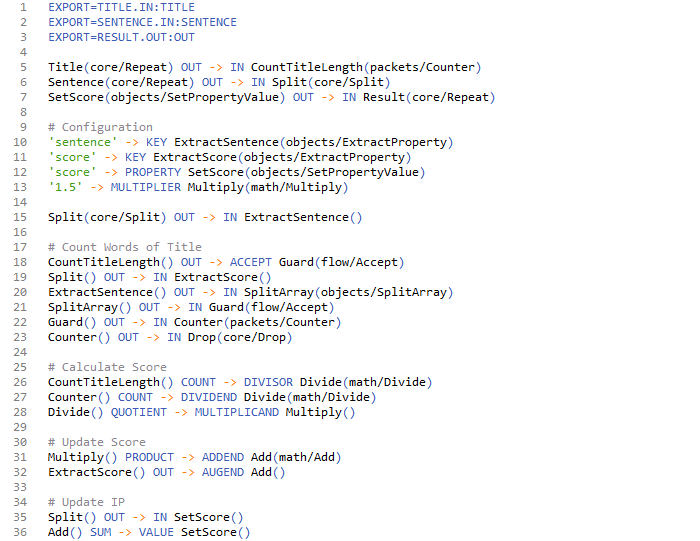 1 EXPORT=TITLE.IN:TITLE
2 EXPORT=SENTENCE.IN:SENTENCE
3 EXPORT=RESULT.OUT:OUT
4
5 Title(core/Repeat) OUT -> IN CountTitleLength(packets/Counter)
6 Sentence(core/Repeat) OUT -> IN Split(core/Split)
7 SetScore(objects/SetPropertyValue) OUT -> IN Result(core/Repeat)
8
9 # Configuration
10 'sentence' -> KEY ExtractSentence(objects/ExtractProperty)
11 'score' -> KEY ExtractScore(objects/ExtractProperty)
12 'score' -> PROPERTY SetScore(objects/SetPropertyValue)
13 '1.5' -> MULTIPLIER Multiply(math/Multiply)
14
15 Split(core/Split) OUT -> IN ExtractSentence()
16
17 # Count Words of Title
18 CountTitleLength() OUT -> ACCEPT Guard(flow/Accept)
19 Split() OUT -> IN ExtractScore()
20 ExtractSentence() OUT -> IN SplitArray(objects/SplitArray)
21 SplitArray() OUT -> IN Guard(flow/Accept)
22 Guard() OUT -> IN Counter(packets/Counter)
23 Counter() OUT -> IN Drop(core/Drop)
24
25 # Calculate Score
26 CountTitleLength() COUNT -> DIVISOR Divide(math/Divide)
27 Counter() COUNT -> DIVIDEND Divide(math/Divide)
28 Divide() QUOTIENT -> MULTIPLICAND Multiply()
29
30 # Update Score
31 Multiply() PRODUCT -> ADDEND Add(math/Add)
32 ExtractScore() OUT -> AUGEND Add()
33
34 # Update IP
35 Split() OUT -> IN SetScore()
36 Add() SUM -> VALUE SetScore()